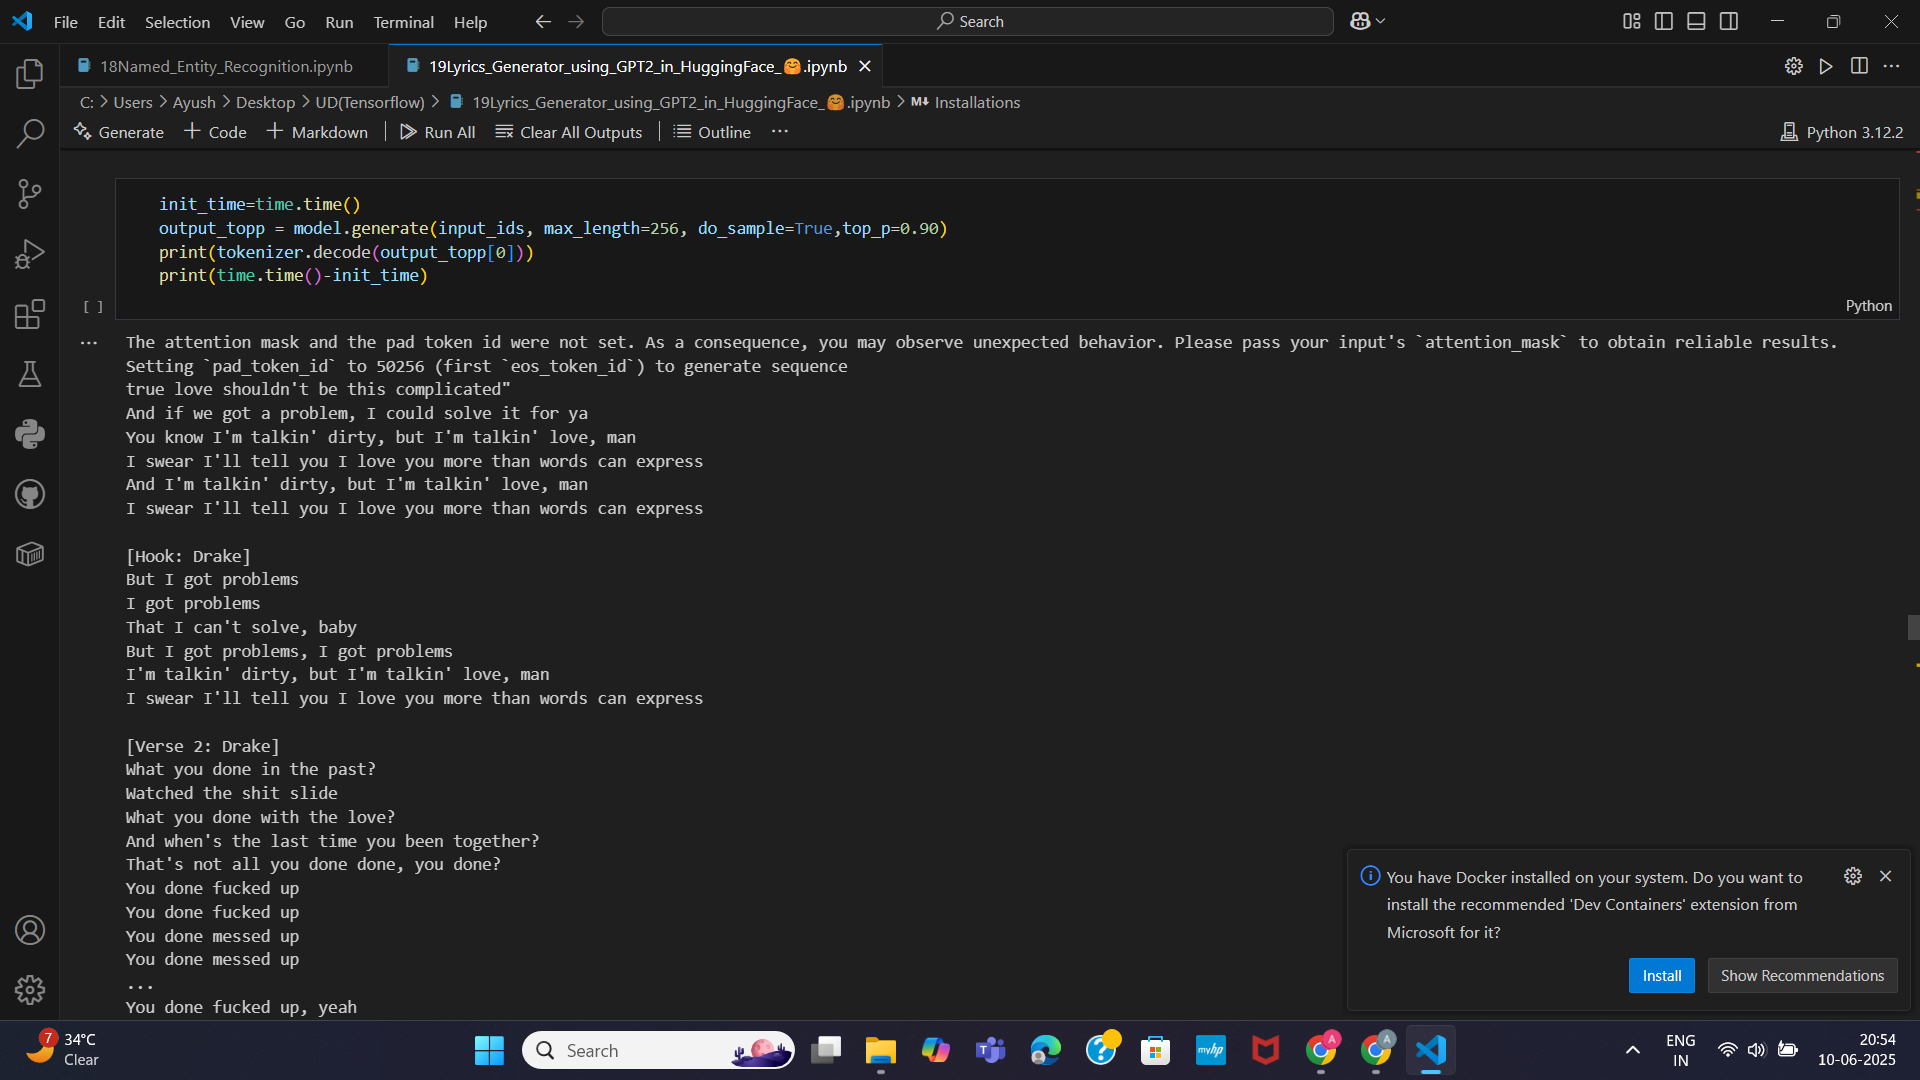 File Edit Selection View Go Run Terminal Help
Search
18Named_Entity_Recognition.ipynb
19Lyrics_Generator_using_GPT2_in_HuggingFace_🤗.ipynb
C: > Users > Ayush > Desktop > UD(Tensorflow) > 19Lyrics_Generator_using_GPT2_in_HuggingFace_🤗.ipynb > M↓ Installations
Generate + Code + Markdown Run All Clear All Outputs Outline ...
Python 3.12.2
init_time=time.time()
output_topp = model.generate(input_ids, max_length=256, do_sample=True,top_p=0.90)
print(tokenizer.decode(output_topp[0]))
print(time.time()-init_time)
[ ]
Python
... The attention mask and the pad token id were not set. As a consequence, you may observe unexpected behavior. Please pass your input's `attention_mask` to obtain reliable results.
Setting `pad_token_id` to 50256 (first `eos_token_id`) to generate sequence
true love shouldn't be this complicated"
And if we got a problem, I could solve it for ya
You know I'm talkin' dirty, but I'm talkin' love, man
I swear I'll tell you I love you more than words can express
And I'm talkin' dirty, but I'm talkin' love, man
I swear I'll tell you I love you more than words can express
[Hook: Drake]
But I got problems
I got problems
That I can't solve, baby
But I got problems, I got problems
I'm talkin' dirty, but I'm talkin' love, man
I swear I'll tell you I love you more than words can express
[Verse 2: Drake]
What you done in the past?
Watched the shit slide
What you done with the love?
And when's the last time you been together?
That's not all you done done, you done?
You done fucked up
You done fucked up
You done messed up
You done messed up
...
You done fucked up, yeah
You have Docker installed on your system. Do you want to
install the recommended 'Dev Containers' extension from
Microsoft for it?
Install
Show Recommendations
7
34°C
Clear
Search
myhp
A
A
ENG
IN
20:54
10-06-2025